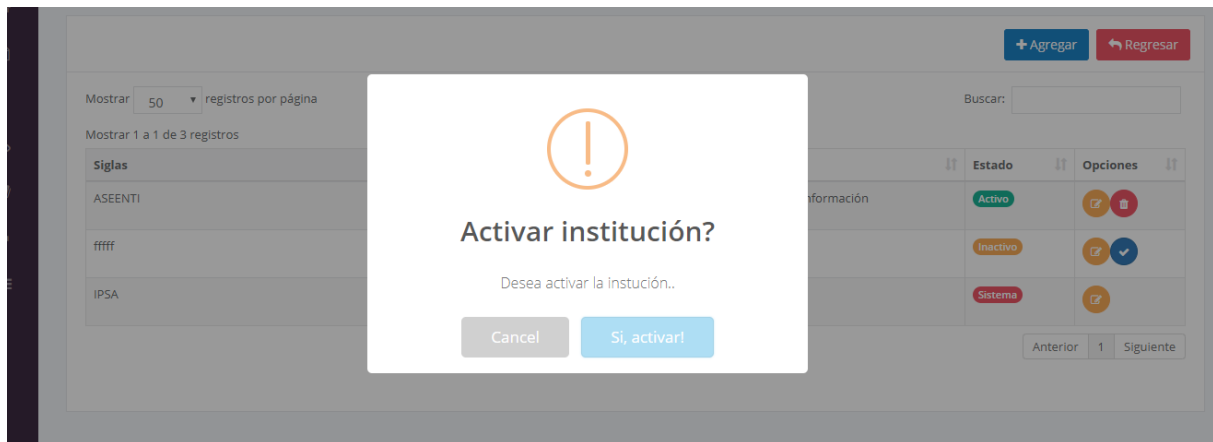 Agregar Regresar
Mostrar 50 registros por página Buscar:
Mostrar 1 a 1 de 3 registros
Siglas Estado Opciones
ASEENTI Activo
fffff Inactivo
IPSA Sistema
Activar institución?
Desea activar la instución..
Cancel Si, activar!
Anterior 1 Siguiente